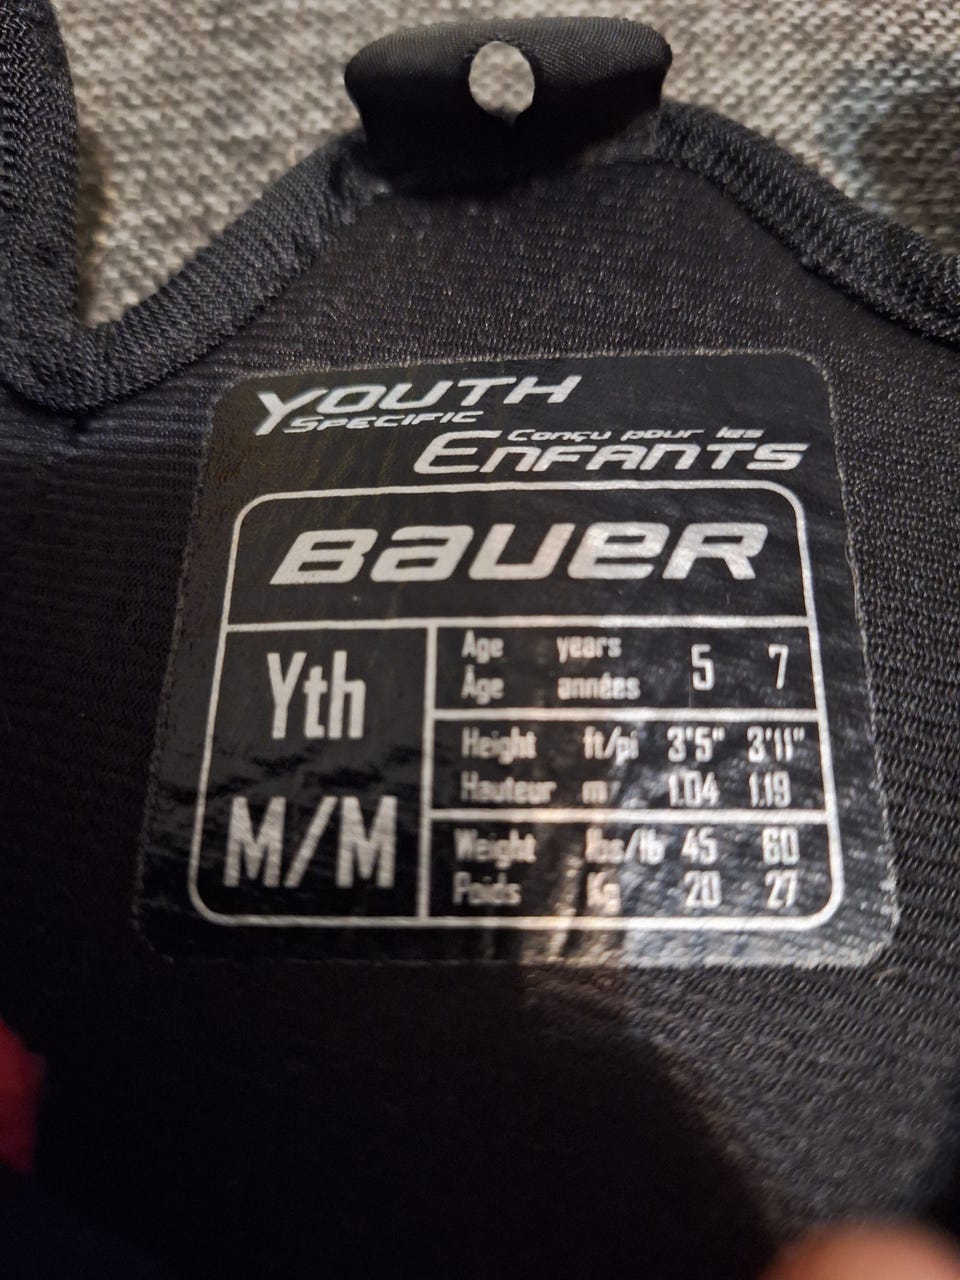 YOUTH
SPECIFIC
Conçu pour les
ENFANTS
BAUER
Yth
M/M
Age years 5 7
Âge années
Height ft/pi 3'5" 3'11"
Hauteur m 1.04 1.19
Weight lbs/lb 45 60
Poids Kg 20 27